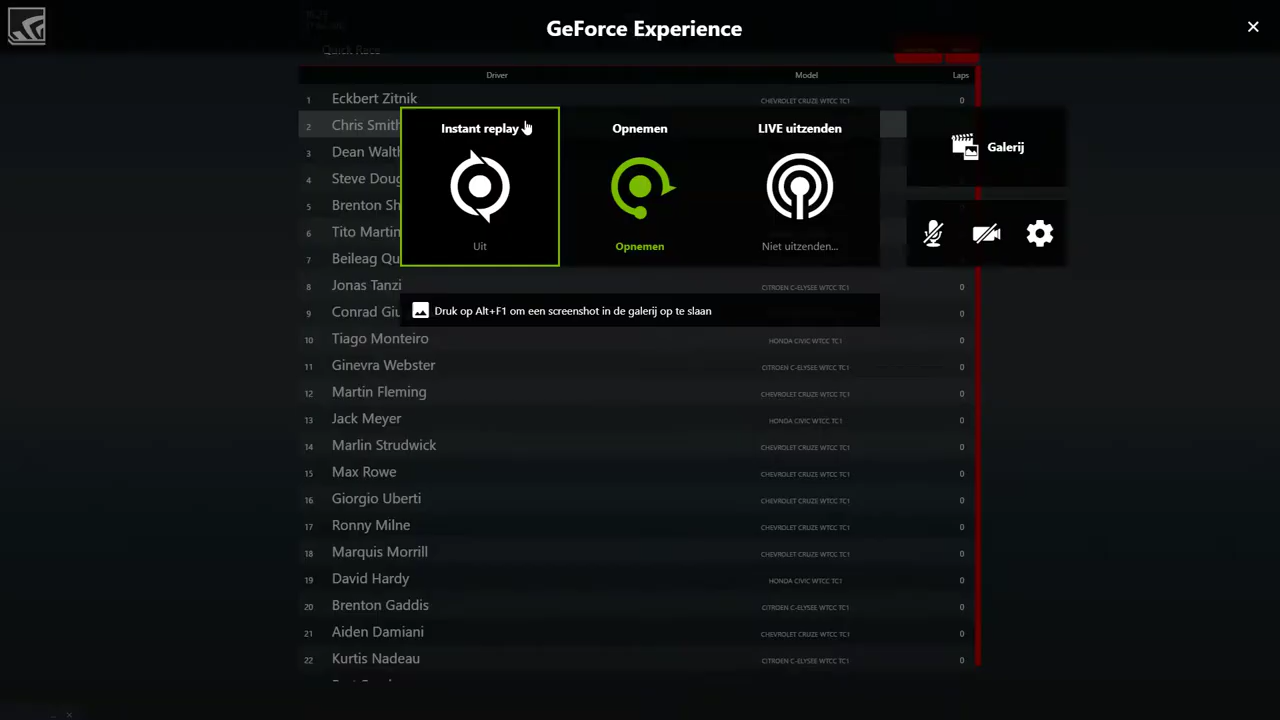 GeForce Experience
Quick Race
Driver Model Laps
1 Eckbert Zitnik CHEVROLET CRUZE WTCC TC1 0
2 Chris Smith
3 Dean
4 Steve
5 Brenton
6 Tito
7 Beileag
8 Jonas Tanzi CITROEN C-ELYSEE WTCC TC1 0
9 Conrad 0
10 Tiago Monteiro HONDA CIVIC WTCC TC1 0
11 Ginevra Webster CITROEN C-ELYSEE WTCC TC1 0
12 Martin Fleming CHEVROLET CRUZE WTCC TC1 0
13 Jack Meyer HONDA CIVIC WTCC TC1 0
14 Marlin Strudwick CHEVROLET CRUZE WTCC TC1 0
15 Max Rowe CHEVROLET CRUZE WTCC TC1 0
16 Giorgio Uberti CHEVROLET CRUZE WTCC TC1 0
17 Ronny Milne CHEVROLET CRUZE WTCC TC1 0
18 Marquis Morrill CHEVROLET CRUZE WTCC TC1 0
19 David Hardy HONDA CIVIC WTCC TC1 0
20 Brenton Gaddis CITROEN C-ELYSEE WTCC TC1 0
21 Aiden Damiani CHEVROLET CRUZE WTCC TC1 0
22 Kurtis Nadeau CITROEN C-ELYSEE WTCC TC1 0
Instant replay
Uit
Opnemen
Opnemen
LIVE uitzenden
Niet uitzenden...
Galerij
Druk op Alt+F1 om een screenshot in de galerij op te slaan